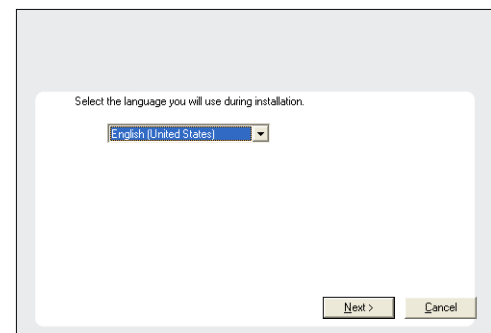 Select the language you will use during installation.
English (United States)
Next >
Cancel